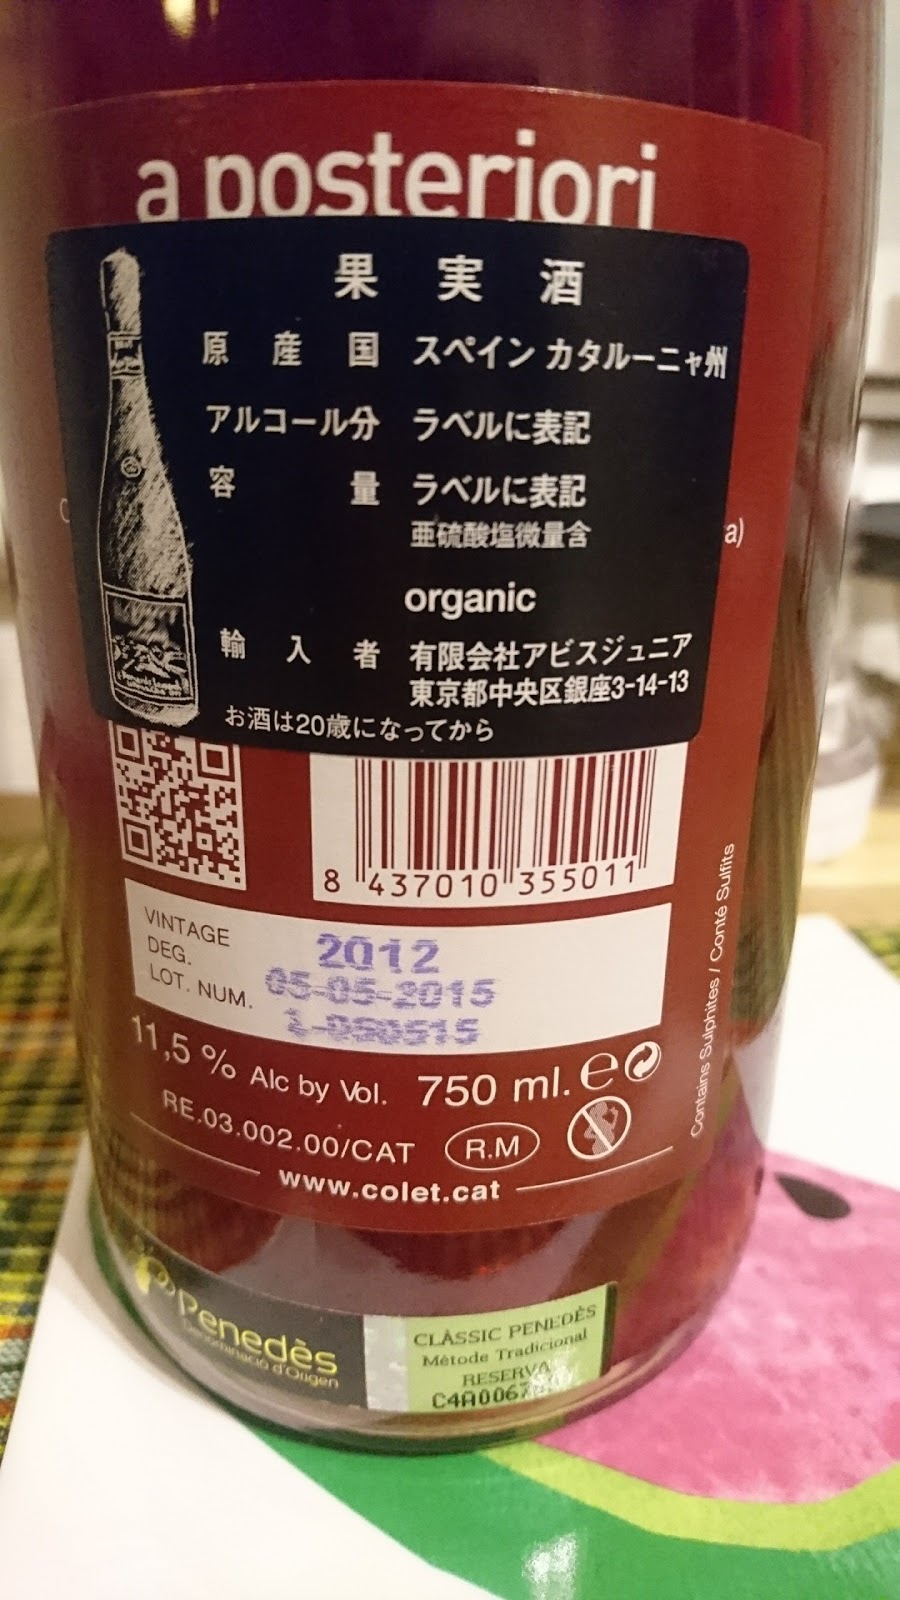 a posteriori
果実酒
原産国 スペイン カタルーニャ州
アルコール分 ラベルに表記
容量 ラベルに表記
亜硫酸塩微量含
a)
organic
輸入者 有限会社アビスジュニア
東京都中央区銀座3-14-13
お酒は20歳になってから
8 437010 355011
VINTAGE 2012
DEG. 05-05-2015
LOT. NUM. 1-050515
11,5 % Alc by Vol. 750 ml. e
RE.03.002.00/CAT R.M
www.colet.cat
Contains Sulphites / Conté Sulfits
Penedès
Denominació d'Origen
CLÀSSIC PENEDÈS
Mètode Tradicional
RESERVA
C4A0067